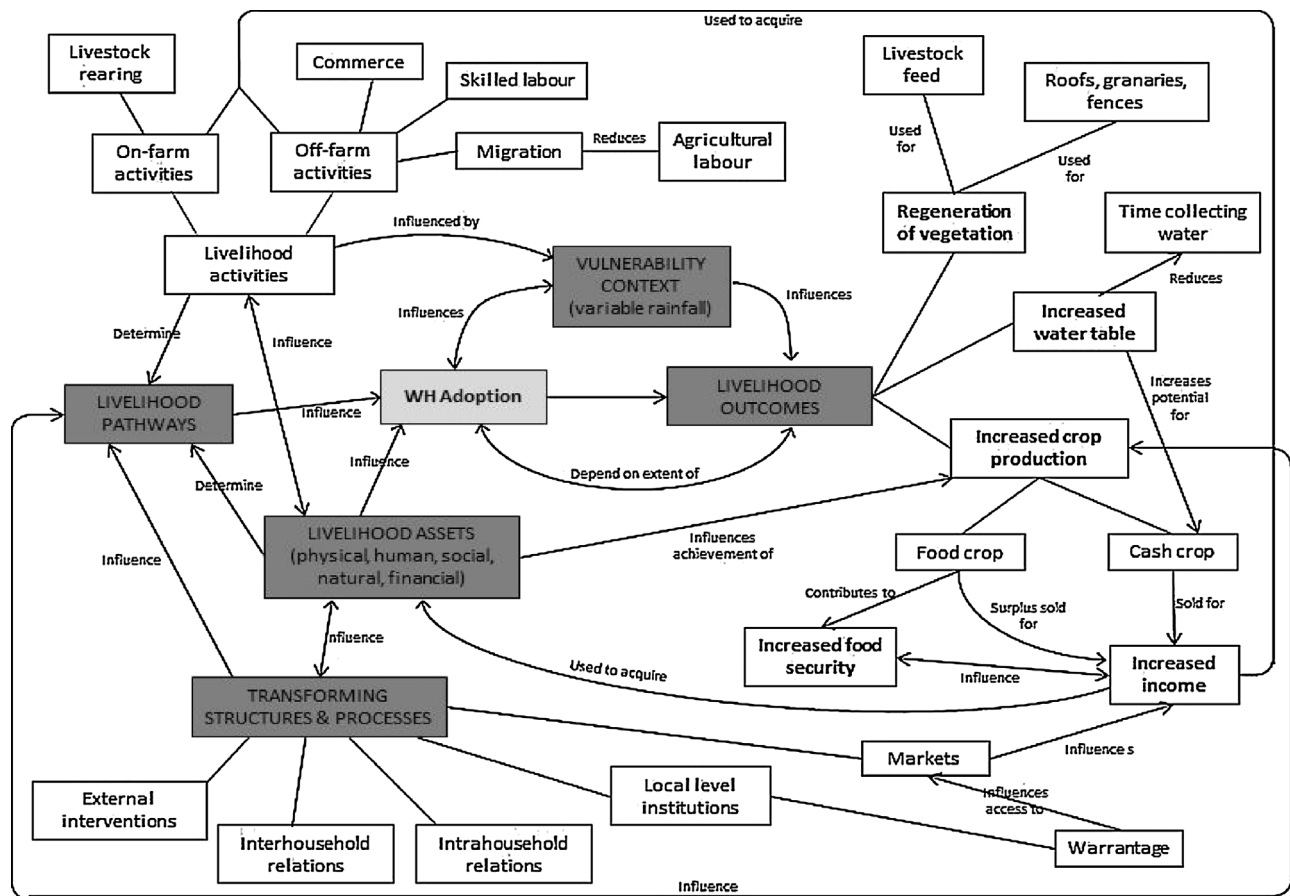 Used to acquire
Livestock
rearing
Commerce
Skilled labour
Livestock
feed
Roofs, granaries,
fences
On-farm
activities
Off-farm
activities
Migration
Reduces
Agricultural
labour
Used
for
Used
for
Regeneration
of vegetation
Time collecting
water
Livelihood
activities
Influenced by
VULNERABILITY
CONTEXT
(variable rainfall)
Influences
Influences
Reduces
Increased
water table
Determine
Influence
LIVELIHOOD
PATHWAYS
Influence
WH Adoption
LIVELIHOOD
OUTCOMES
Increases
potential
for
Increased crop
production
Influence
Determine
Depend on extent of
LIVELIHOOD ASSETS
(physical, human, social,
natural, financial)
Influences
achievement of
Influence
Food crop
Cash crop
Contributes to
Surplus sold
for
Sold for
nfluence
Increased food
security
Influence
Increased
income
Used to acquire
TRANSFORMING
STRUCTURES & PROCESSES
Markets
Influence s
External
interventions
Interhousehold
relations
Intrahousehold
relations
Local level
institutions
Influences
access to
Warrantage
Influence